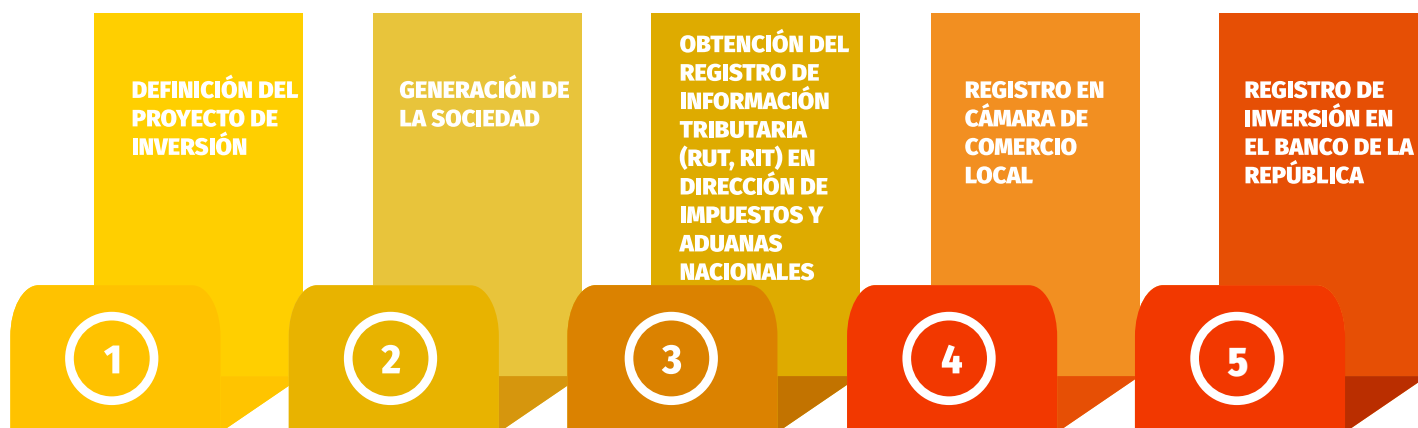 DEFINICIÓN DEL
PROYECTO DE
INVERSIÓN
1
GENERACIÓN DE
LA SOCIEDAD
2
OBTENCIÓN DEL
REGISTRO DE
INFORMACIÓN
TRIBUTARIA
(RUT, RIT) EN
DIRECCIÓN DE
IMPUESTOS Y
ADUANAS
NACIONALES
3
REGISTRO EN
CÁMARA DE
COMERCIO
LOCAL
4
REGISTRO DE
INVERSIÓN EN
EL BANCO DE LA
REPÚBLICA
5